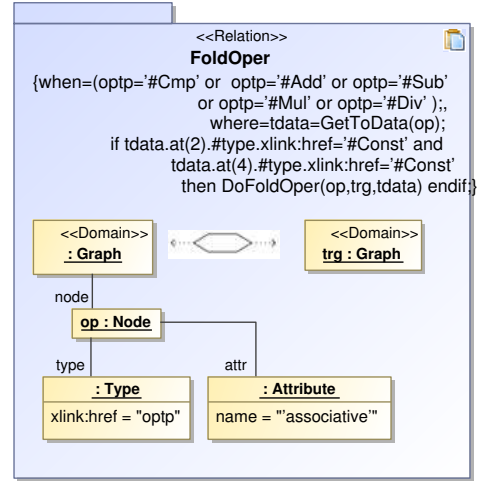 <<Relation>>
FoldOper
{when=(optp='#Cmp' or optp='#Add' or optp='#Sub'
or optp='#Mul' or optp='#Div' );,
where=tdata=GetToData(op);
if tdata.at(2).#type.xlink:href='#Const' and
tdata.at(4).#type.xlink:href='#Const'
then DoFoldOper(op,trg,tdata) endif;}
<<Domain>>
: Graph
<<Domain>>
trg : Graph
node
op : Node
type
attr
: Type
xlink:href = "optp"
: Attribute
name = "'associative'"